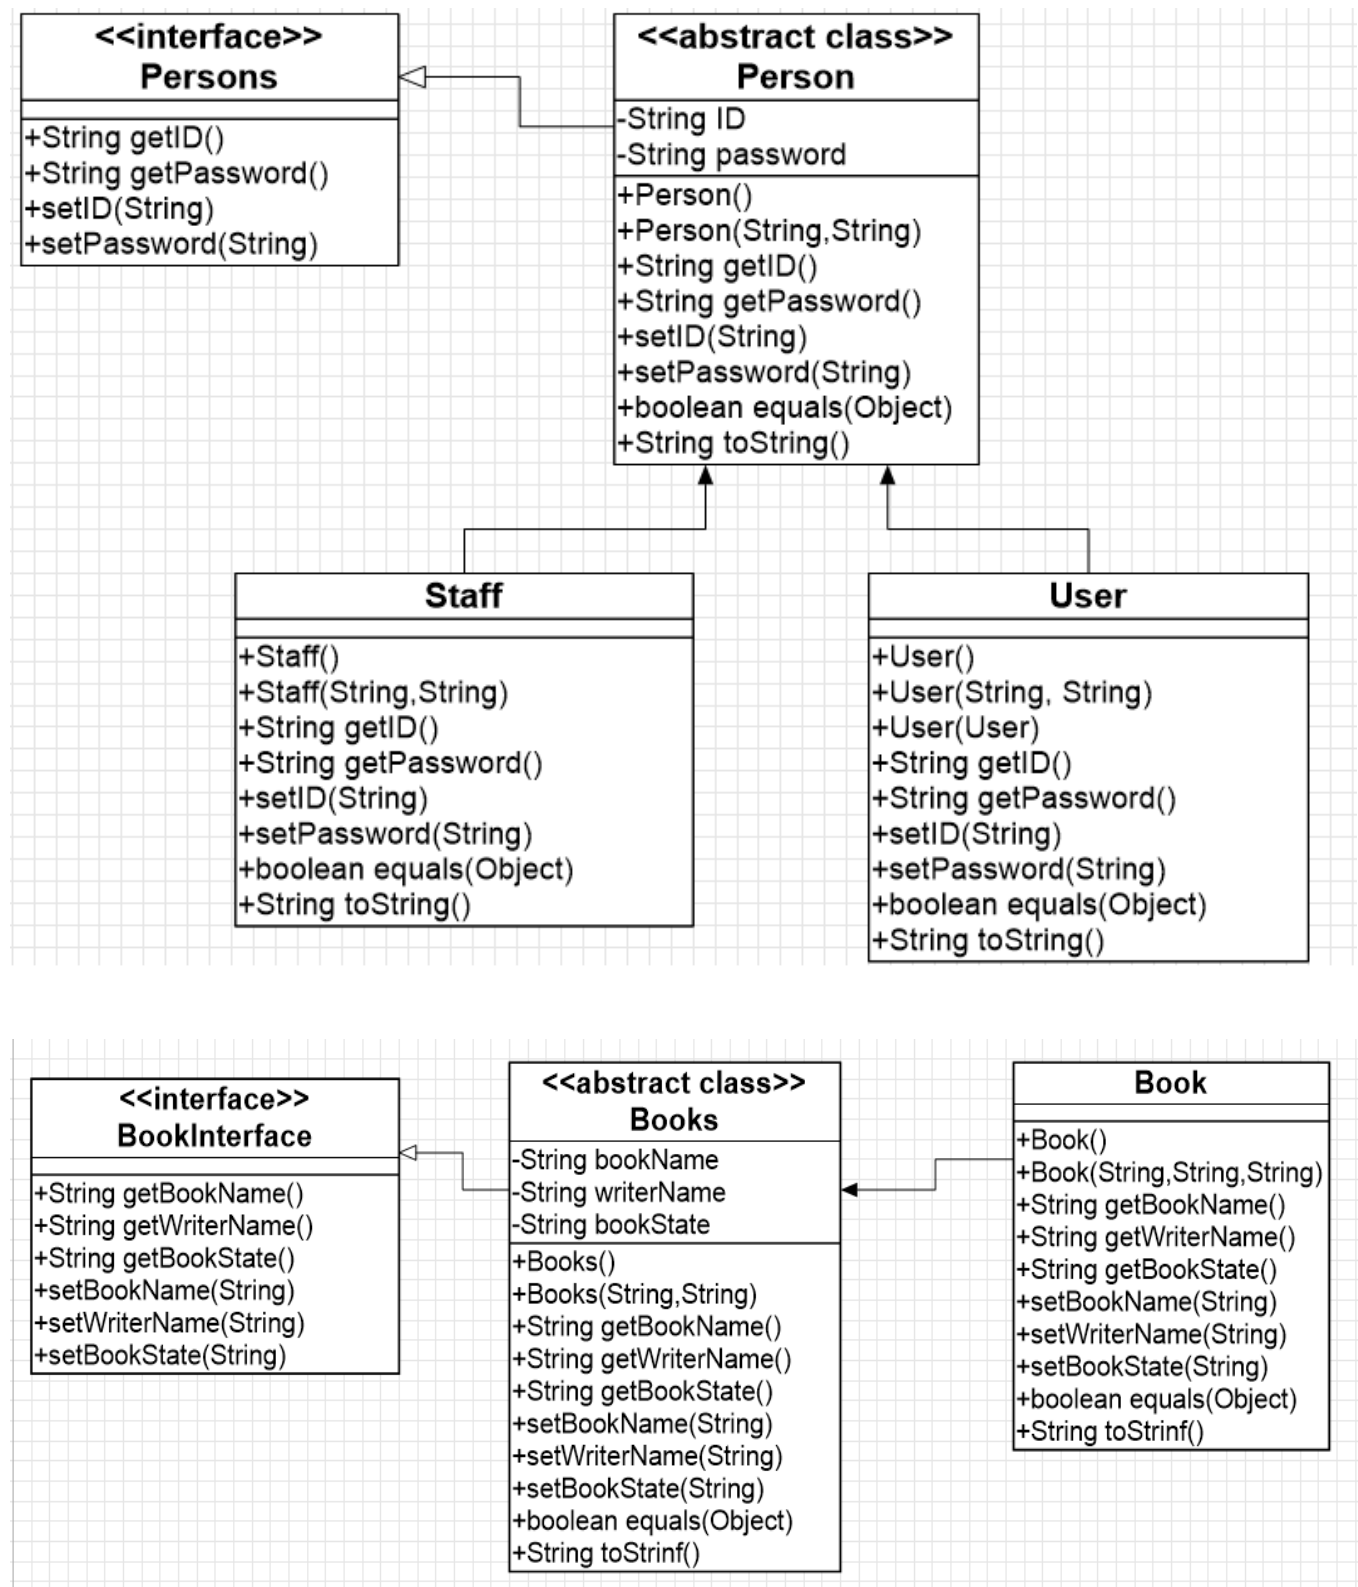 <<interface>>
Persons
+String getID()
+String getPassword()
+setID(String)
+setPassword(String)
<<abstract class>>
Person
-String ID
-String password
+Person()
+Person(String,String)
+String getID()
+String getPassword()
+setID(String)
+setPassword(String)
+boolean equals(Object)
+String toString()
Staff
+Staff()
+Staff(String,String)
+String getID()
+String getPassword()
+setID(String)
+setPassword(String)
+boolean equals(Object)
+String toString()
User
+User()
+User(String, String)
+User(User)
+String getID()
+String getPassword()
+setID(String)
+setPassword(String)
+boolean equals(Object)
+String toString()
<<interface>>
BookInterface
+String getBookName()
+String getWriterName()
+String getBookState()
+setBookName(String)
+setWriterName(String)
+setBookState(String)
<<abstract class>>
Books
-String bookName
-String writerName
-String bookState
+Books()
+Books(String,String)
+String getBookName()
+String getWriterName()
+String getBookState()
+setBookName(String)
+setWriterName(String)
+setBookState(String)
+boolean equals(Object)
+String toStrinf()
Book
+Book()
+Book(String,String,String)
+String getBookName()
+String getWriterName()
+String getBookState()
+setBookName(String)
+setWriterName(String)
+setBookState(String)
+boolean equals(Object)
+String toStrinf()